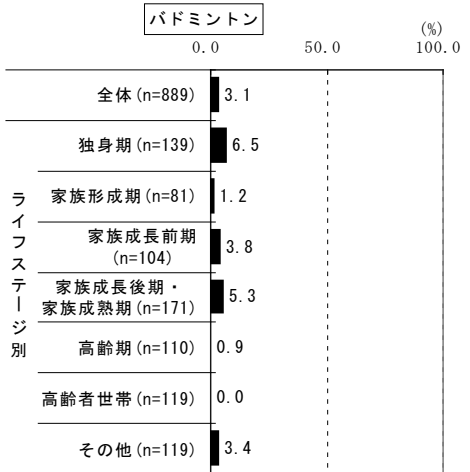 バドミントン
(%)
0.0 50.0 100.0
全体(n=889) 3.1
ライフステージ別
独身期(n=139) 6.5
家族形成期(n=81) 1.2
家族成長前期
(n=104) 3.8
家族成長後期・
家族成熟期(n=171) 5.3
高齢期(n=110) 0.9
高齢者世帯(n=119) 0.0
その他(n=119) 3.4